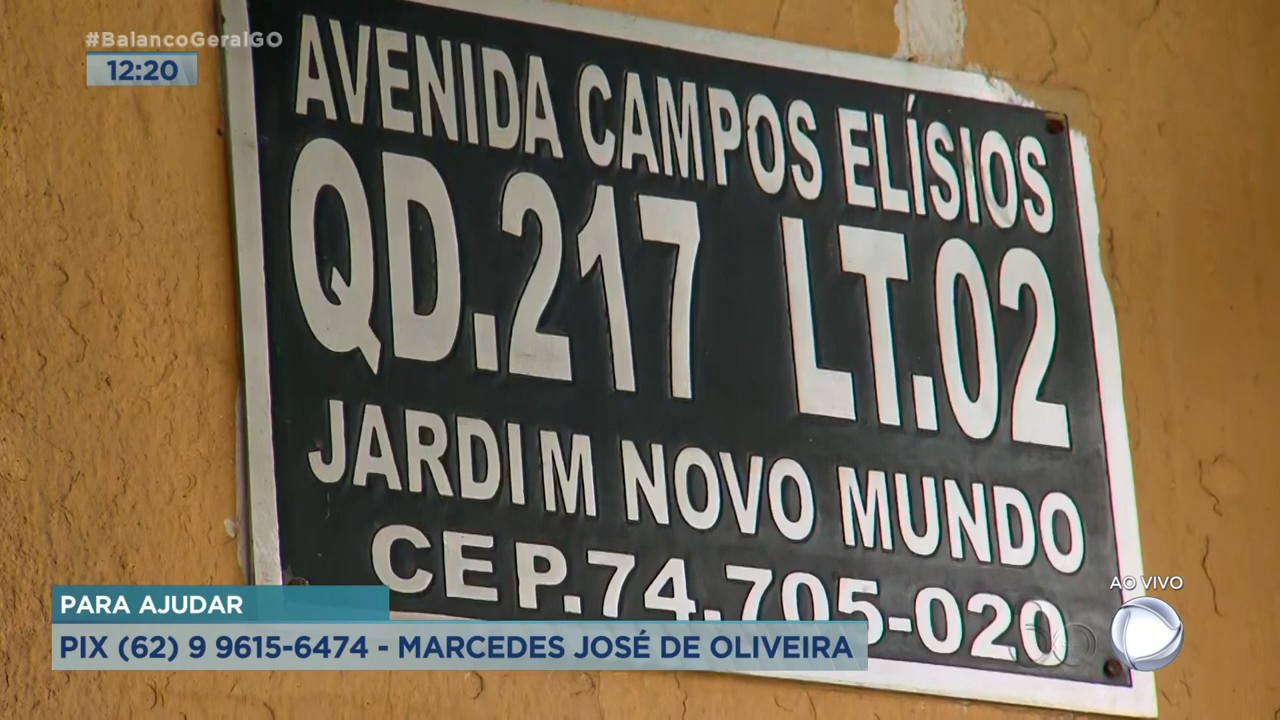 #BalancoGeralGO
12:20
AVENIDA CAMPOS ELÍSIOS
QD.217 LT.02
JARDIM NOVO MUNDO
CEP.74.705-020
AO VIVO
PARA AJUDAR
PIX (62) 9 9615-6474 - MARCEDES JOSÉ DE OLIVEIRA